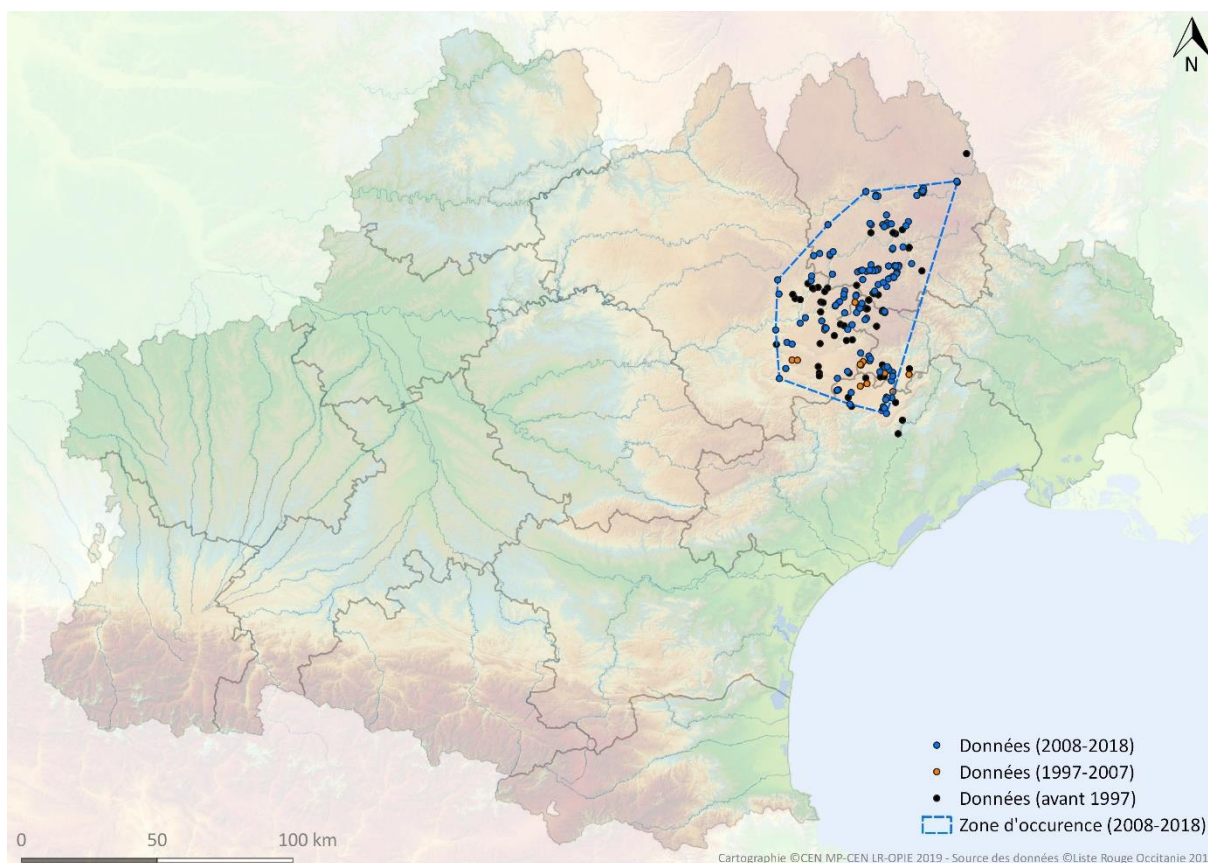 N
Données (2008-2018)
Données (1997-2007)
Données (avant 1997)
Zone d'occurence (2008-2018)
0 50 100 km
Cartographie ©CEN MP-CEN LR-OPIE 2019 - Source des données ©Liste Rouge Occitanie 201